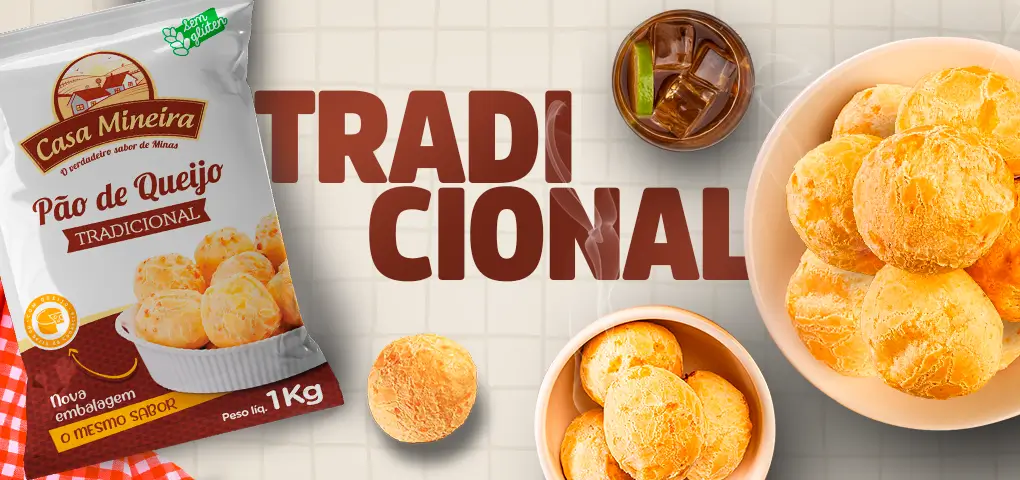 Sem
glúten
Casa Mineira
O verdadeiro sabor de Minas
Pão de Queijo
TRADICIONAL
Nova
embalagem
O MESMO SABOR
Peso líq. 1Kg
TRADI
CIONAL